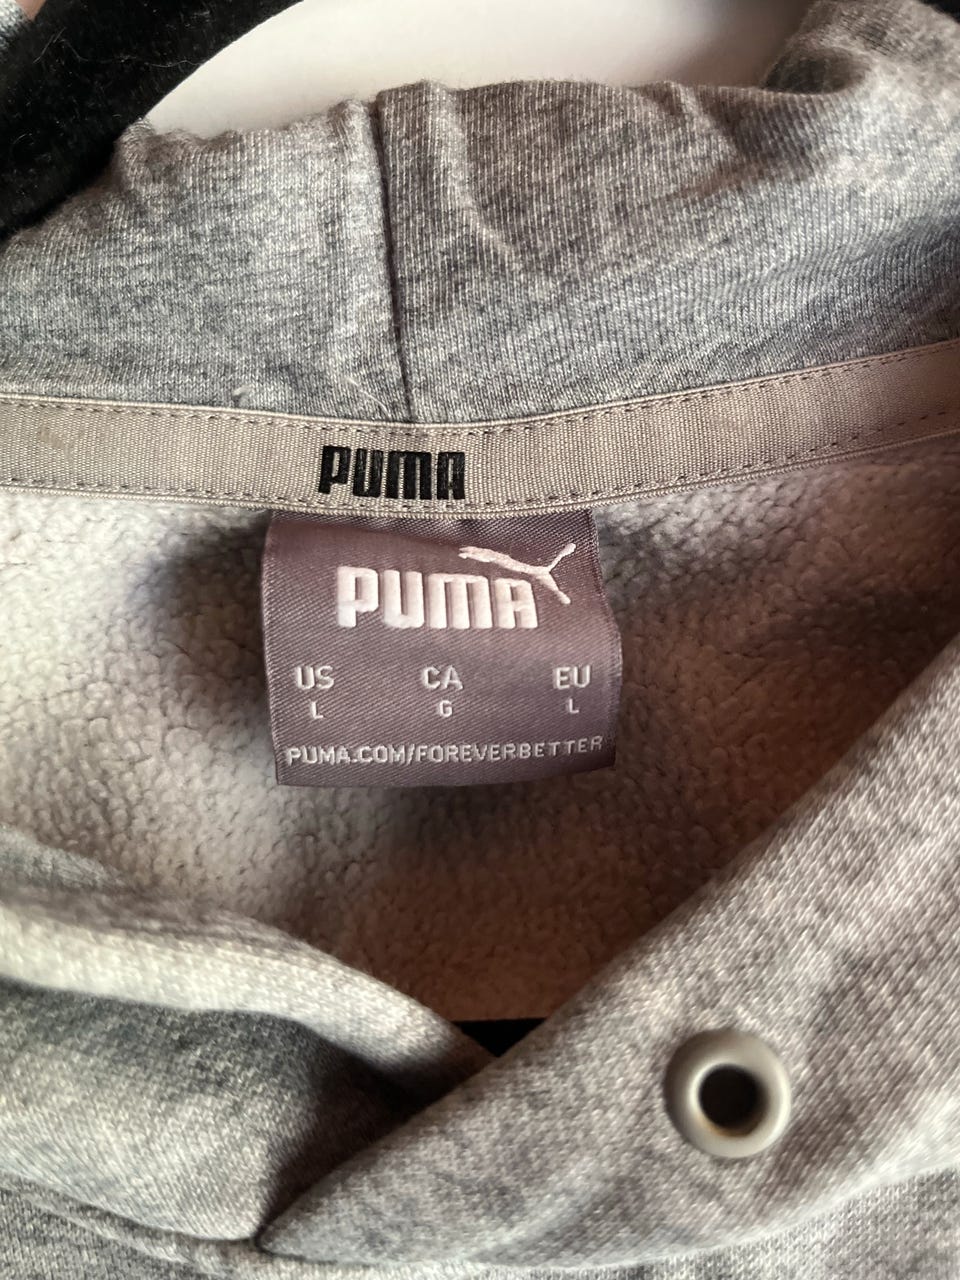 PUMA
PUMA
US CA EU
L G L
PUMA.COM/FOREVERBETTER